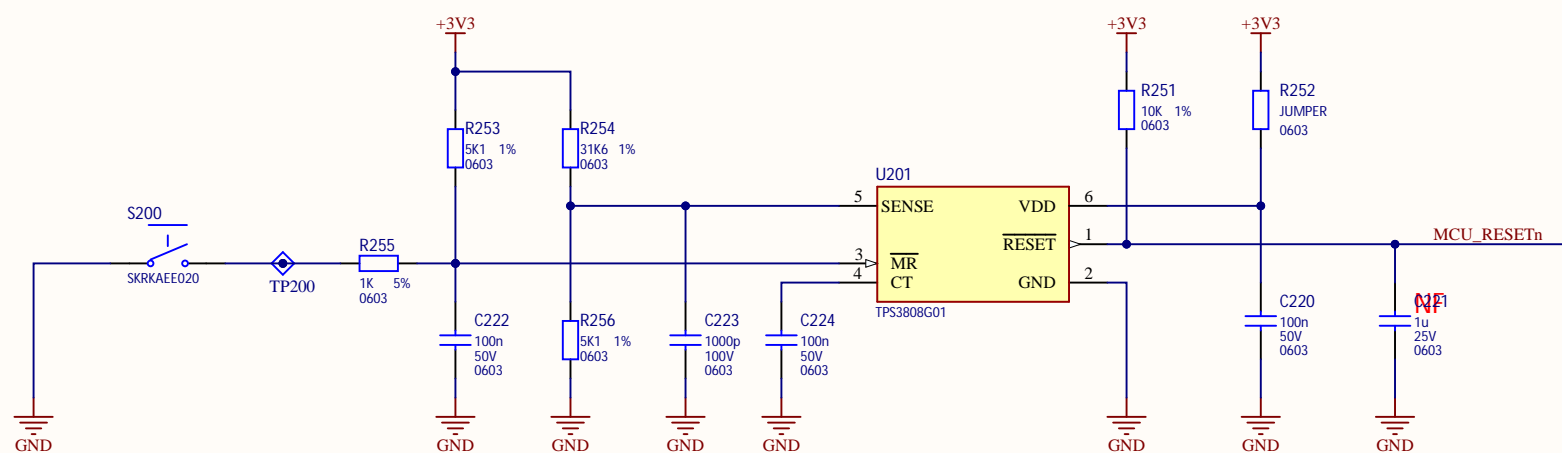 +3V3
+3V3
+3V3
R253
5K1 1%
0603
R254
31K6 1%
0603
R251
10K 1%
0603
R252
JUMPER
0603
S200
SKRKAEE020
TP200
R255
1K 5%
0603
U201
5
SENSE
3
MR
4
CT
VDD
6
RESET
1
GND
2
TPS3808G01
MCU_RESETn
C222
100n
50V
0603
R256
5K1 1%
0603
C223
1000p
100V
0603
C224
100n
50V
0603
C220
100n
50V
0603
C221
NF
1u
25V
0603
GND
GND
GND
GND
GND
GND
GND
GND